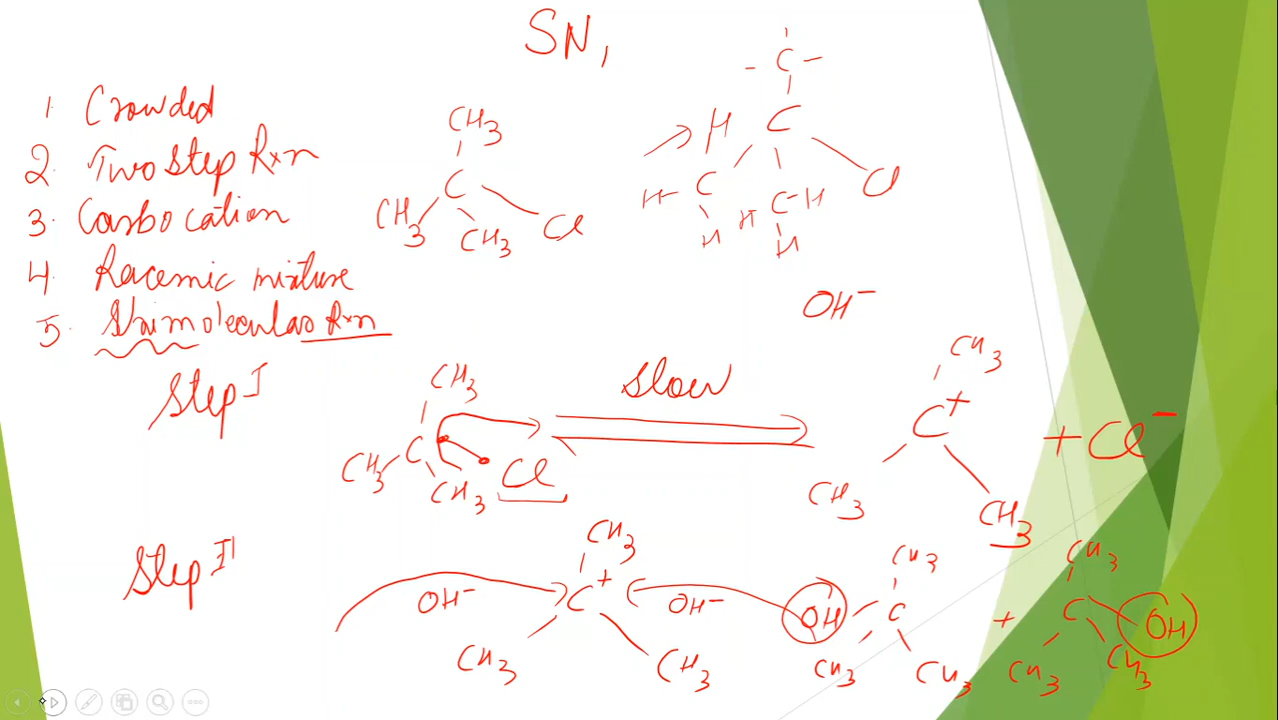 SN1
1. Crowded
2. Two Step Rxn
3. Carbocation
4. Racemic mixture
5. molecular Rxn
CH3
C
CH3 CH3 Cl
C
H C
H C Cl
H C H
H H
OH-
Step I
CH3
C
CH3 CH3 Cl
Slow
CH3
C+
CH3 CH3
+ Cl-
Step II
OH-
CH3
C+
CH3 CH3
OH-
CH3
OH C
CH3 CH3
+
CH3
C OH
CH3 CH3